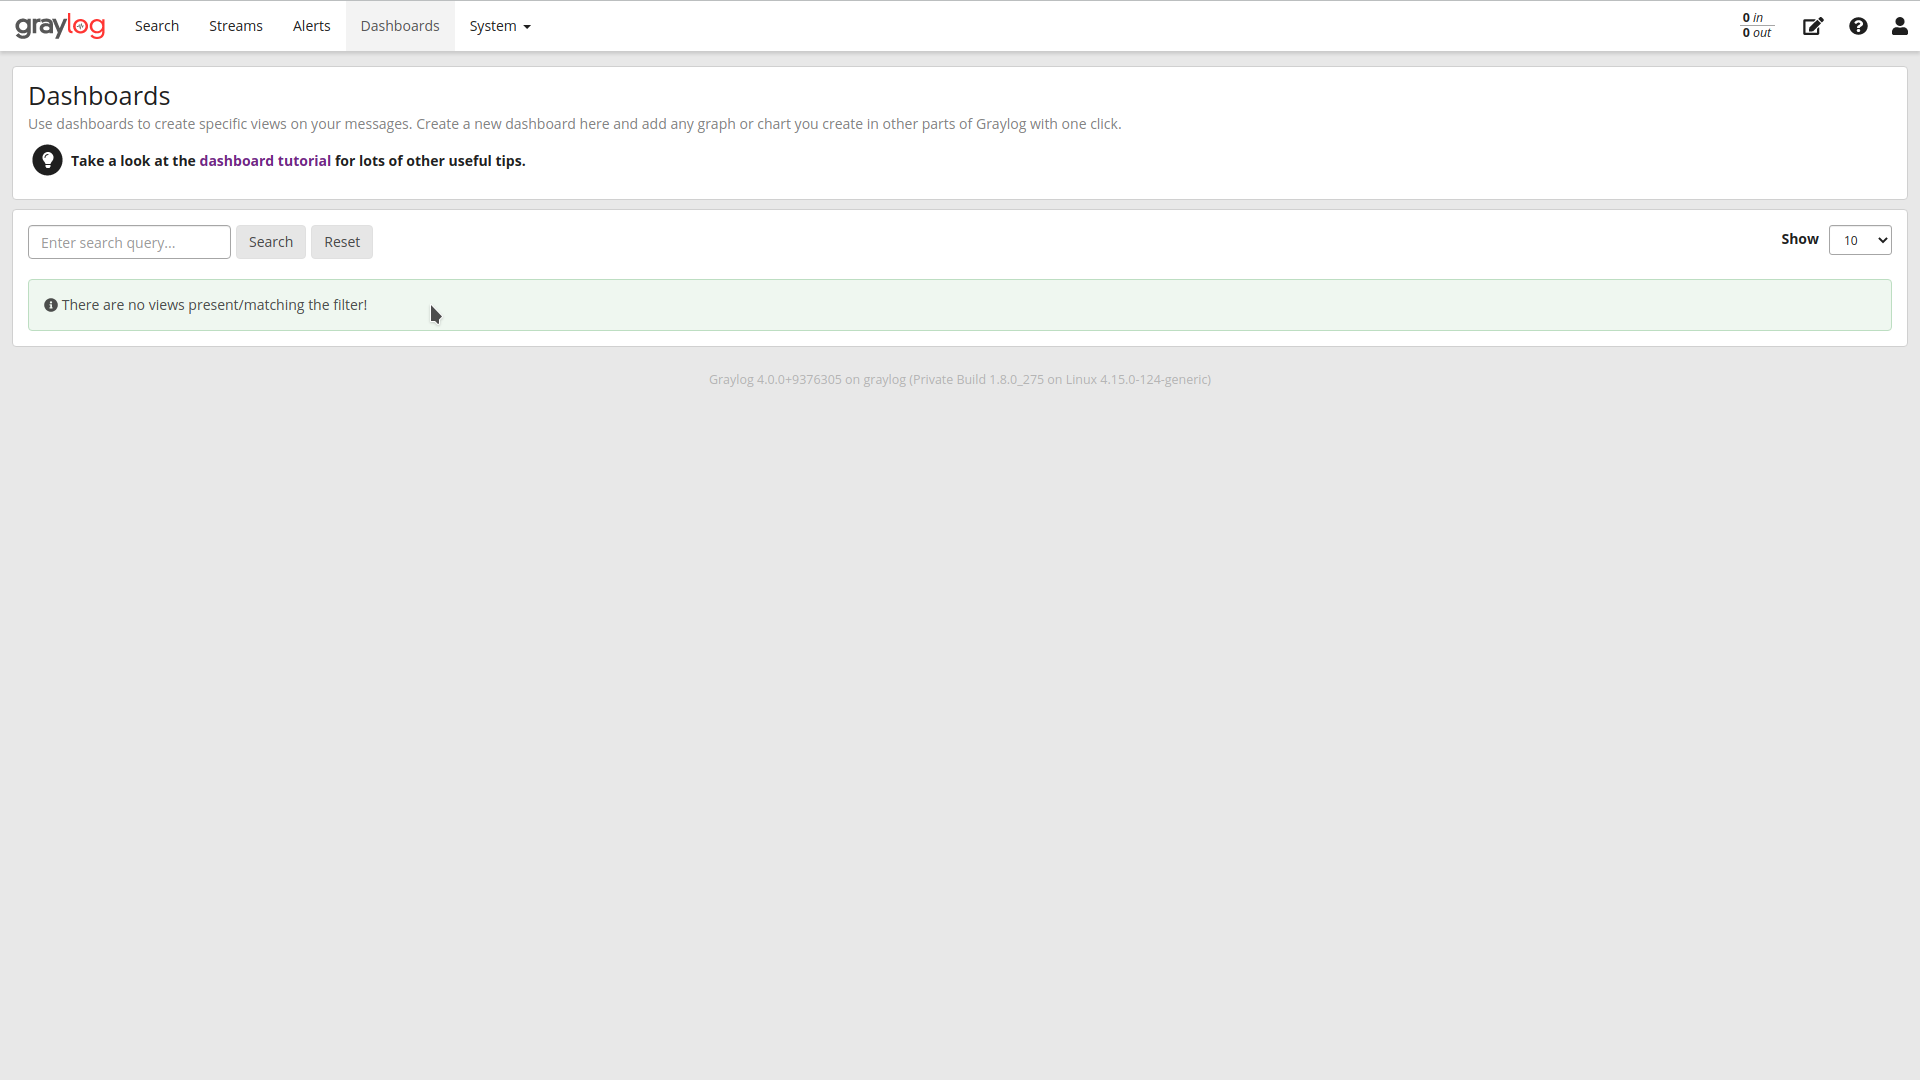 graylog Search Streams Alerts Dashboards System 0 in
0 out
Dashboards
Use dashboards to create specific views on your messages. Create a new dashboard here and add any graph or chart you create in other parts of Graylog with one click.
Take a look at the dashboard tutorial for lots of other useful tips.
Enter search query... Search Reset Show 10
There are no views present/matching the filter!
Graylog 4.0.0+9376305 on graylog (Private Build 1.8.0_275 on Linux 4.15.0-124-generic)